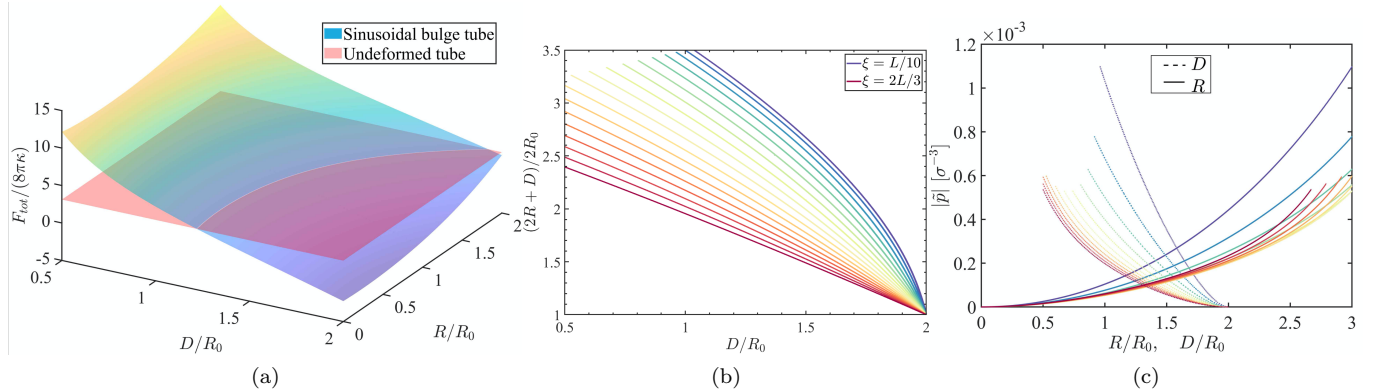 Sinusoidal bulge tube
Undeformed tube
F_{tot}/(8πκ)
15
10
5
0
-5
0.5
1
1.5
2
D/R_0
0
0.5
1
1.5
2
R/R_0
(a)
(2R + D)/2R_0
3.5
3
2.5
2
1.5
1
0.5
1
1.5
2
D/R_0
ξ = L/10
ξ = 2L/3
(b)
×10^{-3}
|p̃| [σ^{-3}]
1.2
1
0.8
0.6
0.4
0.2
0
0
0.5
1
1.5
2
2.5
3
R/R_0, D/R_0
D
R
(c)